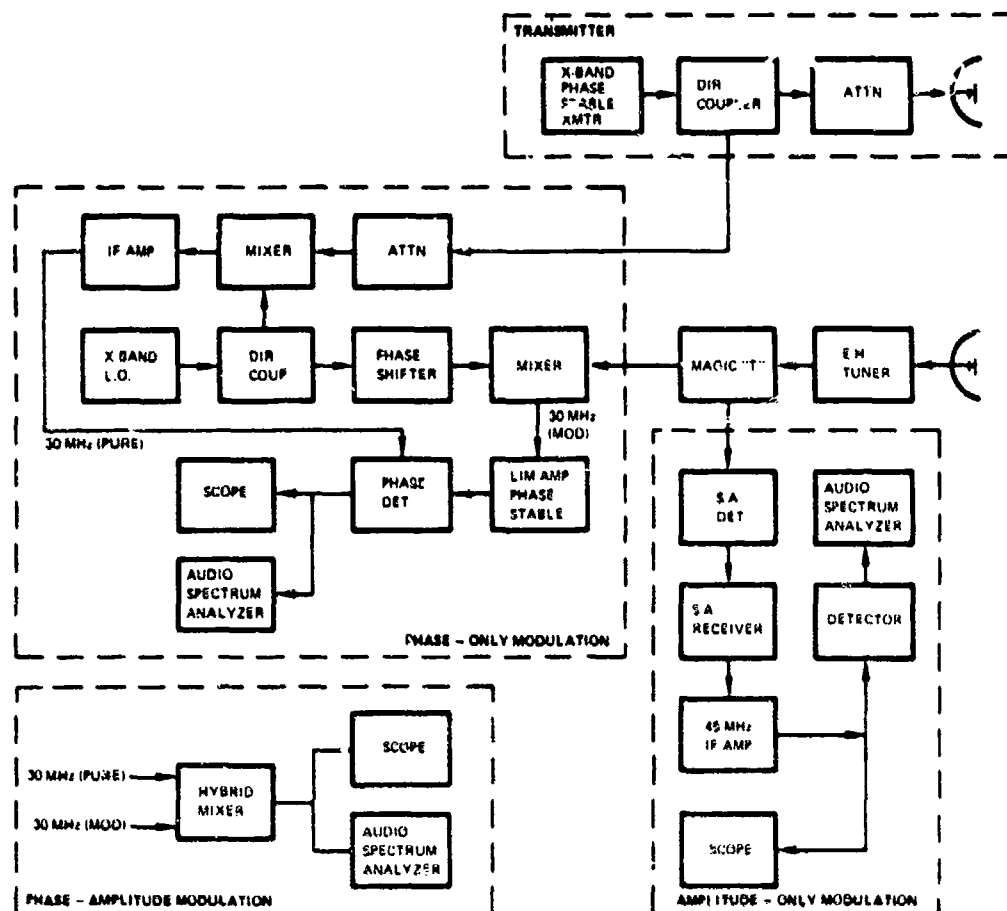 TRANSMITTER
X-BAND
PHASE
STABLE
XMTR
DIR
COUPLER
ATTN
IF AMP
MIXER
ATTN
X BAND
L.O.
DIR
COUP
PHASE
SHIFTER
MIXER
MAGIC "T"
E H
TUNER
30 MHz (PURE)
30 MHz
(MOD)
SCOPE
PHASE
DET
LIM AMP
PHASE
STABLE
AUDIO
SPECTRUM
ANALYZER
PHASE – ONLY MODULATION
S.A
DET
AUDIO
SPECTRUM
ANALYZER
S.A
RECEIVER
DETECTOR
45 MHz
IF AMP
SCOPE
AMPLITUDE – ONLY MODULATION
30 MHz (PURE)
30 MHz (MOD)
HYBRID
MIXER
SCOPE
AUDIO
SPECTRUM
ANALYZER
PHASE – AMPLITUDE MODULATION